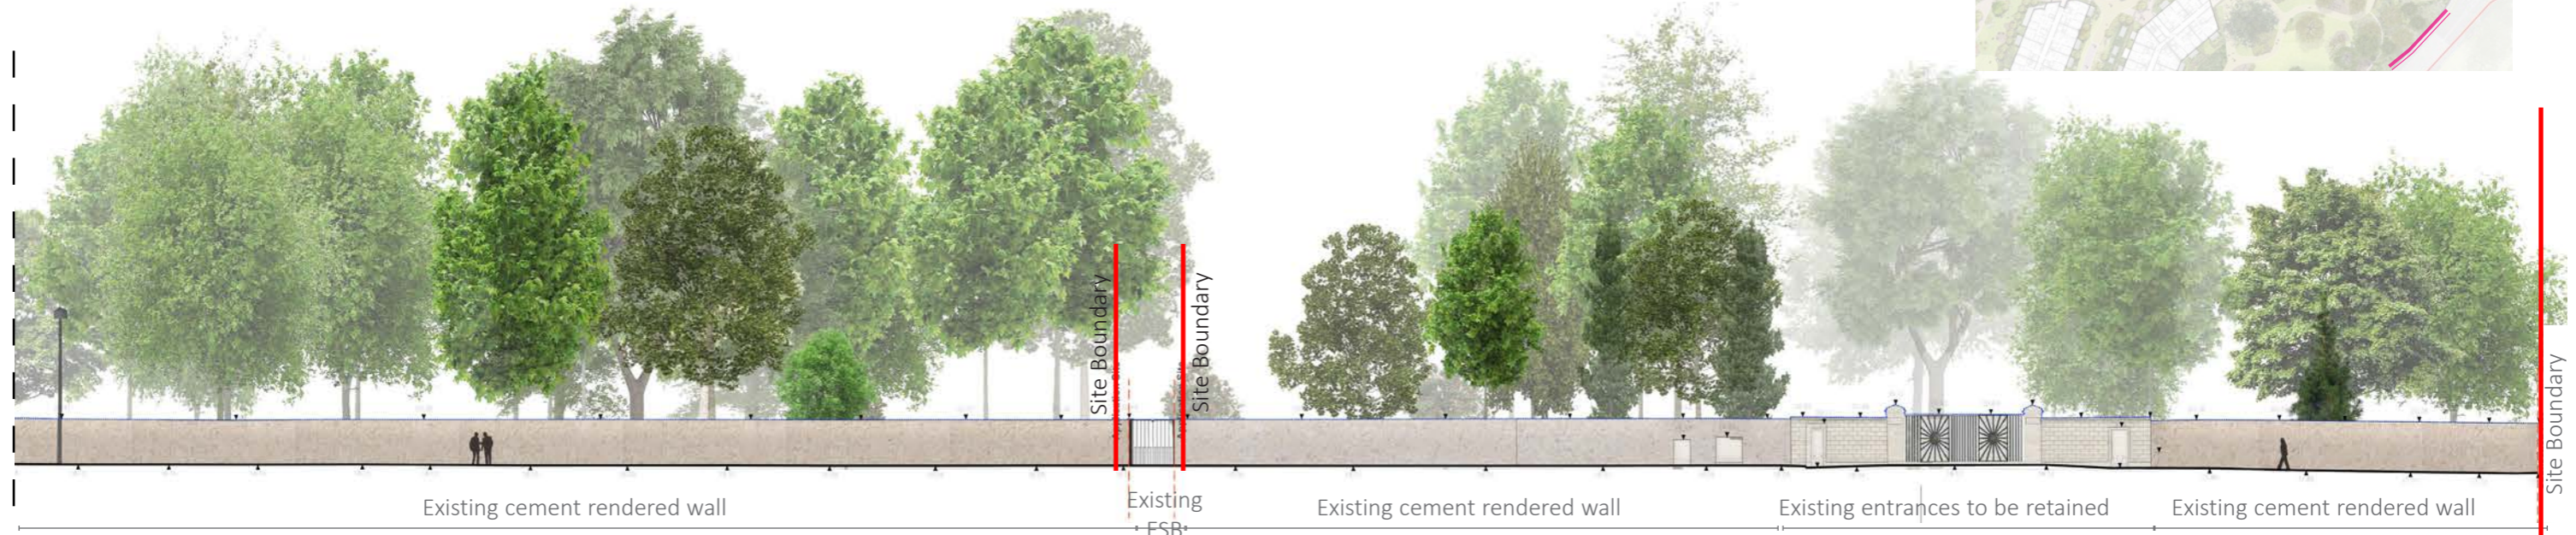 Site Boundary
Site Boundary
Site Boundary
Existing cement rendered wall
Existing
ESB
Existing cement rendered wall
Existing entrances to be retained
Existing cement rendered wall